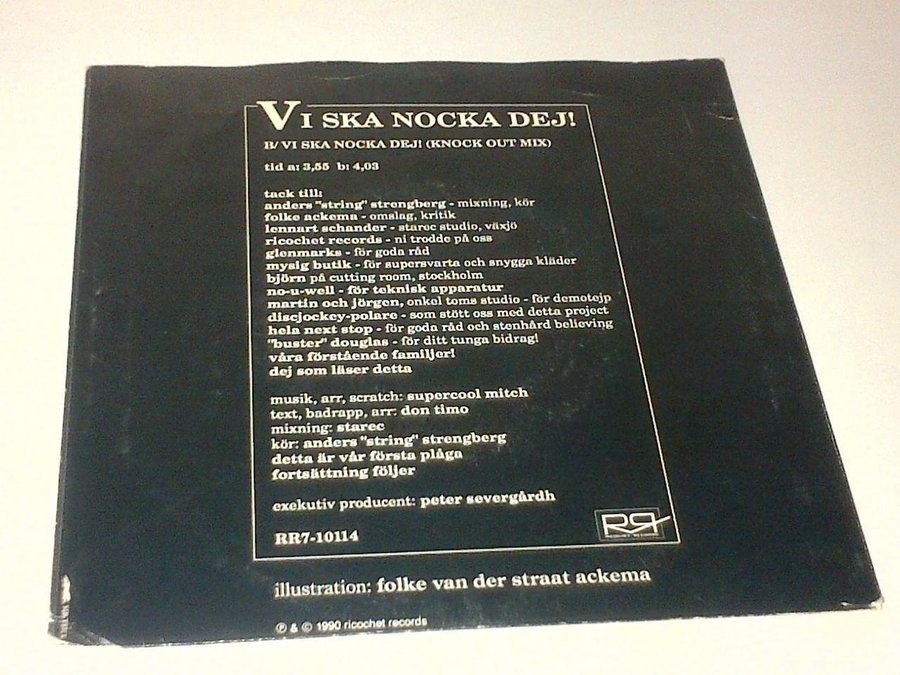 VI SKA NOCKA DEJ!
B/ VI SKA NOCKA DEJ! (KNOCK OUT MIX)
tid a: 3,55 b: 4,03
tack till:
anders "string" strengberg - mixning, kör
folke ackema - omslag, kritik
lennart schander - starec studio, växjö
ricochet records - ni trodde på oss
glenmarks - för goda råd
mysig butik - för supersvarta och snygga kläder
björn på cutting room, stockholm
no-u-well - för teknisk apparatur
martin och jörgen, onkel toms studio - för demotejp
discjockey-polare - som stött oss med detta project
hela next stop - för goda råd och stenhård believing
"buster" douglas - för ditt tunga bidrag!
våra förstående familjer!
dej som läser detta
musik, arr, scratch: supercool mitch
text, badrapp, arr: don timo
mixning: starec
kör: anders "string" strengberg
detta är vår första plåga
fortsättning följer
exekutiv producent: peter severgårdh
RR
RICOCHET RECORDS
RR7-10114
illustration: folke van der straat ackema
℗ & © 1990 ricochet records